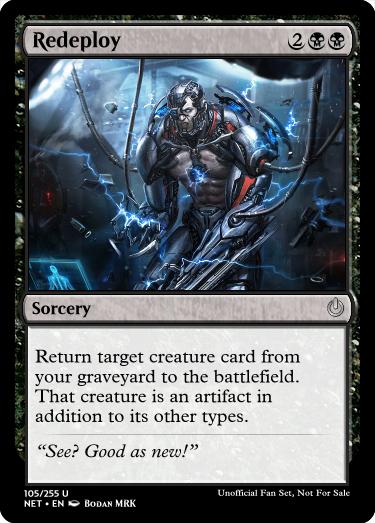 Redeploy 2
Sorcery
Return target creature card from
your graveyard to the battlefield.
That creature is an artifact in
addition to its other types.
“See? Good as new!”
105/255 U
Unofficial Fan Set, Not For Sale
NET • EN Bodan MRK